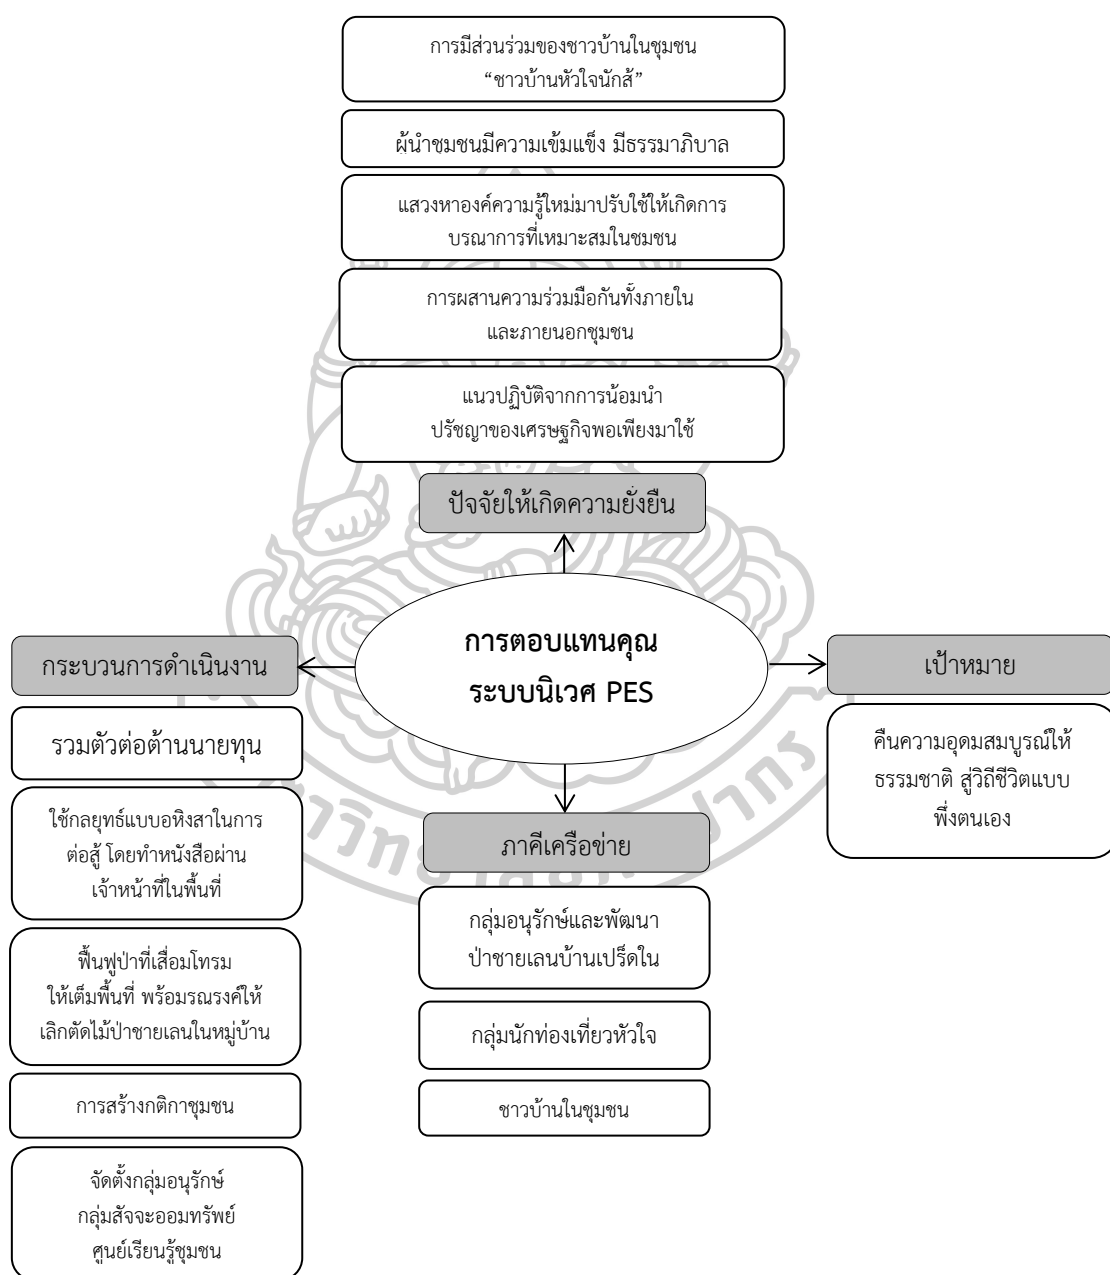 การมีส่วนร่วมของชาวบ้านในชุมชน
“ชาวบ้านหัวใจนักสู้”
ผู้นำชุมชนมีความเข้มแข็ง มีธรรมาภิบาล
แสวงหาองค์ความรู้ใหม่มาปรับใช้ให้เกิดการ
บรณาการที่เหมาะสมในชุมชน
การผสานความร่วมมือกันทั้งภายใน
และภายนอกชุมชน
แนวปฏิบัติจากการน้อมนำ
ปรัชญาของเศรษฐกิจพอเพียงมาใช้
ปัจจัยให้เกิดความยั่งยืน
การตอบแทนคุณ
ระบบนิเวศ PES
กระบวนการดำเนินงาน
รวมตัวต่อต้านนายทุน
ใช้กลยุทธ์แบบอหิงสาในการ
ต่อสู้ โดยทำหนังสือผ่าน
เจ้าหน้าที่ในพื้นที่
ฟื้นฟูป่าที่เสื่อมโทรม
ให้เต็มพื้นที่ พร้อมรณรงค์ให้
เลิกตัดไม้ป่าชายเลนในหมู่บ้าน
การสร้างกติกาชุมชน
จัดตั้งกลุ่มอนุรักษ์
กลุ่มสัจจะออมทรัพย์
ศูนย์เรียนรู้ชุมชน
ภาคีเครือข่าย
กลุ่มอนุรักษ์และพัฒนา
ป่าชายเลนบ้านเปร็ดใน
กลุ่มนักท่องเที่ยวหัวใจ
ชาวบ้านในชุมชน
เป้าหมาย
คืนความอุดมสมบูรณ์ให้
ธรรมชาติ สู่วิถีชีวิตแบบ
พึ่งตนเอง